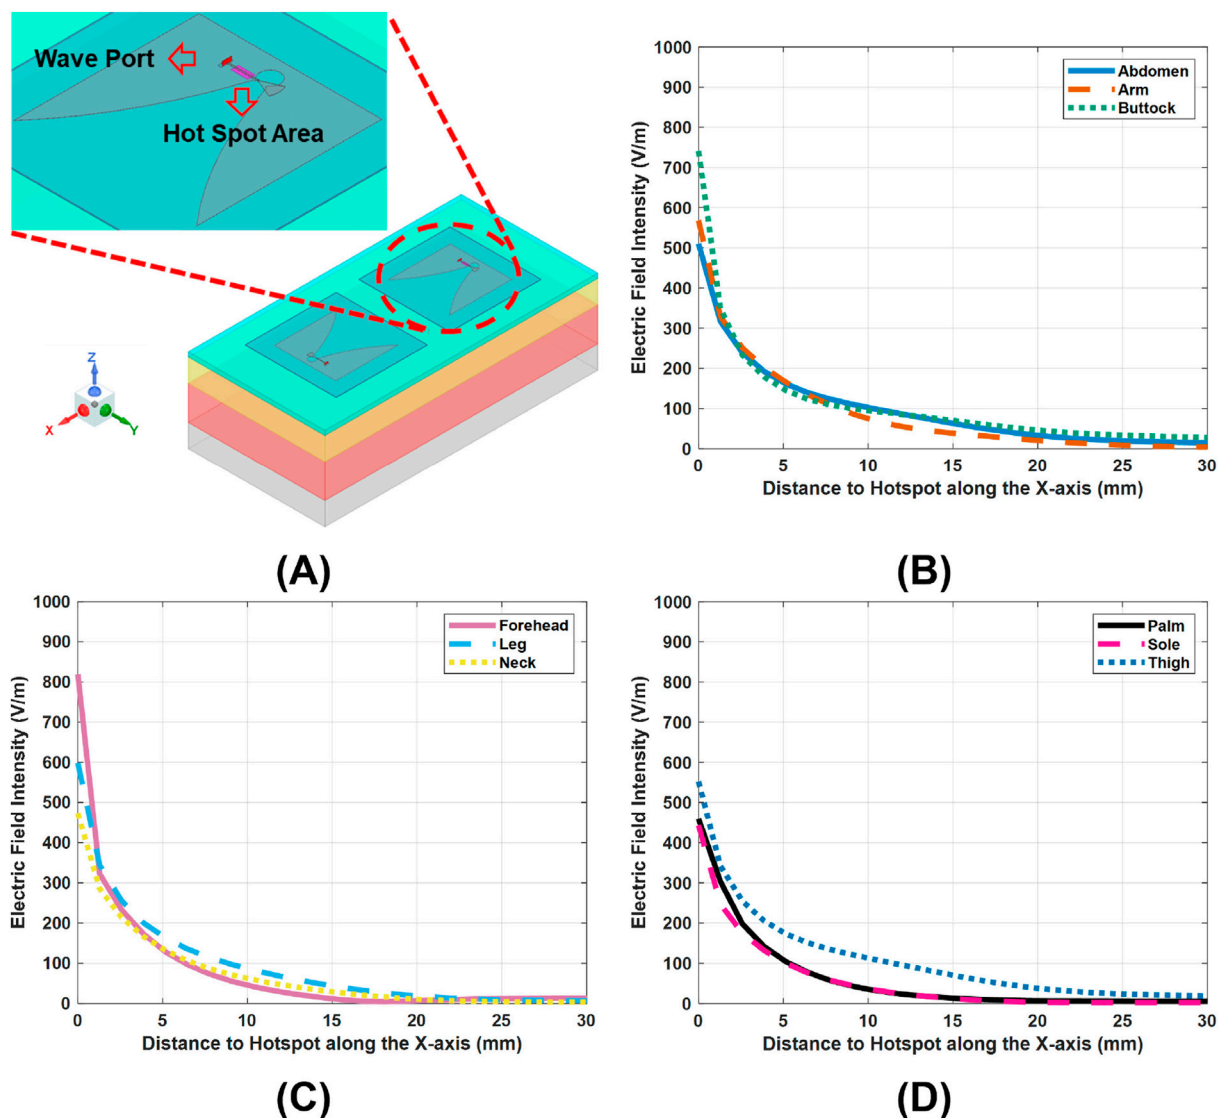 Wave Port
Hot Spot Area
Z
X
Y
(A)
1000
900
800
700
600
500
400
300
200
100
0
Electric Field Intensity (V/m)
Abdomen
Arm
Buttock
0 5 10 15 20 25 30
Distance to Hotspot along the X-axis (mm)
(B)
1000
900
800
700
600
500
400
300
200
100
0
Electric Field Intensity (V/m)
Forehead
Leg
Neck
0 5 10 15 20 25 30
Distance to Hotspot along the X-axis (mm)
(C)
1000
900
800
700
600
500
400
300
200
100
0
Electric Field Intensity (V/m)
Palm
Sole
Thigh
0 5 10 15 20 25 30
Distance to Hotspot along the X-axis (mm)
(D)